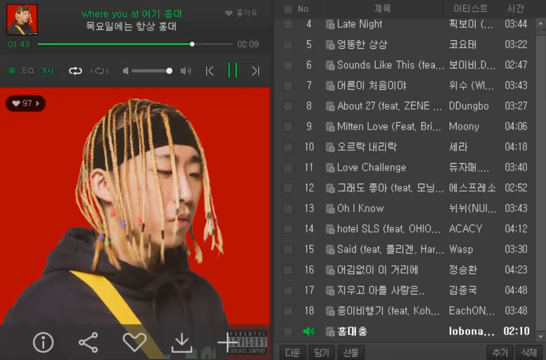 where you at 여기 홍대
목요일에는 항상 홍대
좋아요
01:43
02:09
EQ 가사
97
PARENTAL
ADVISORY
EXPLICIT CONTENT
No 제목 아티스트 시간
4 Late Night 픽보이 (... 03:44
5 엉뚱한 상상 코요태 03:22
6 Sounds Like This (fea... 보이비,D... 02:47
7 어른이 처음이야 위수 (WI... 03:43
8 About 27 (feat, ZENE ... DDungbo 03:27
9 Mitten Love (Feat, Bri... Moony 04:06
10 오르락 내리락 세라 04:18
11 Love Challenge 듀자매,... 03:40
12 그래도 좋아 (feat, 모닝... 에스프레소 02:52
13 Oh I Know 뉘뉘(NUI... 03:43
14 hotel SLS (feat, OHIO... ACACY 04:12
15 Said (feat, 플리겐, Har... Wasp 03:30
16 어김없이 이 거리에 정승환 04:23
17 지우고 아플 사랑은.. 김종국 04:48
18 종이비행기 (feat, Koh... EachON,... 03:48
홍대충 lobona... 02:10
다운 담기 선물 추가 삭제